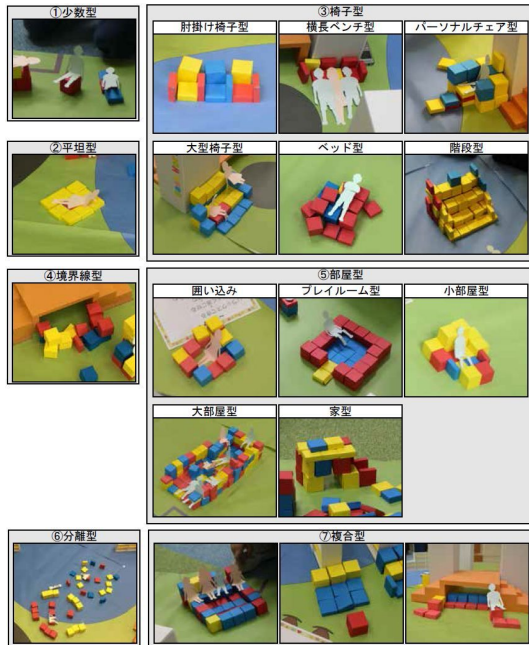 ①少数型
③椅子型
肘掛け椅子型
横長ベンチ型
パーソナルチェア型
②平坦型
大型椅子型
ベッド型
階段型
④境界線型
⑤部屋型
囲い込み
プレイルーム型
小部屋型
大部屋型
家型
⑥分離型
⑦複合型